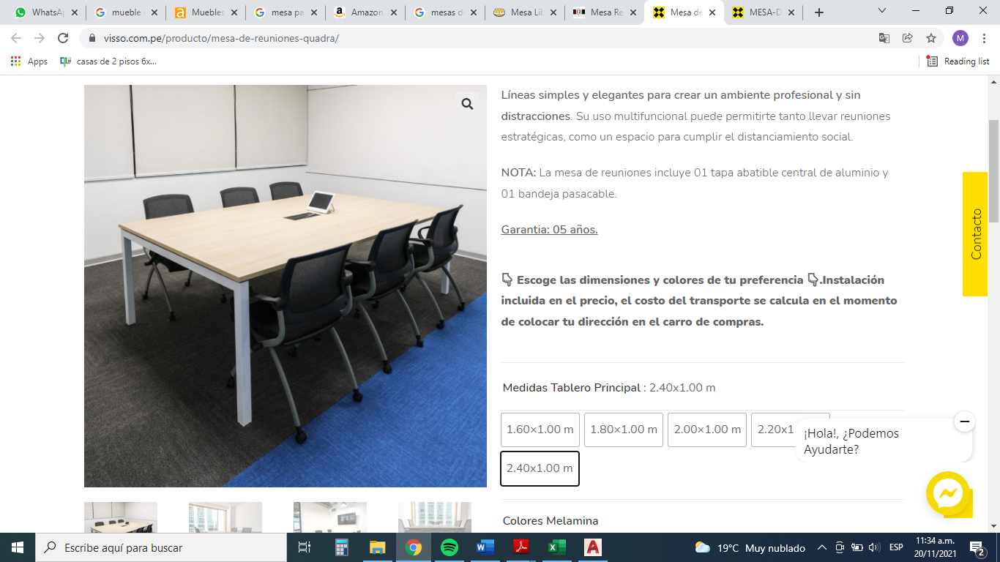 WhatsAp
mueble
Muebles
mesa pa
Amazon
mesas d
Mesa Lib
Mesa Re
Mesa de
MESA-D
visso.com.pe/producto/mesa-de-reuniones-quadra/
M
Apps
casas de 2 pisos 6x...
Reading list
Líneas simples y elegantes para crear un ambiente profesional y sin
distracciones. Su uso multifuncional puede permitirte tanto llevar reuniones
estratégicas, como un espacio para cumplir el distanciamiento social.
NOTA: La mesa de reuniones incluye 01 tapa abatible central de aluminio y
01 bandeja pasacable.
Garantia: 05 años.
👇 Escoge las dimensiones y colores de tu preferencia 👇.Instalación
incluida en el precio, el costo del transporte se calcula en el momento
de colocar tu dirección en el carro de compras.
Contacto
Medidas Tablero Principal : 2.40x1.00 m
1.60×1.00 m
1.80×1.00 m
2.00×1.00 m
2.20x1
2.40x1.00 m
¡Hola!, ¿Podemos
Ayudarte?
Colores Melamina
Escribe aquí para buscar
19°C Muy nublado
ESP
11:34 a.m.
20/11/2021
2